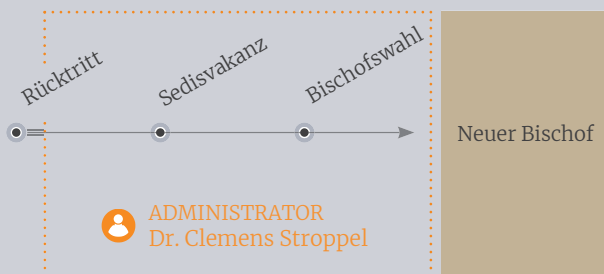 Rücktritt
Sedisvakanz
Bischofswahl
Neuer Bischof
ADMINISTRATOR
Dr. Clemens Stroppel